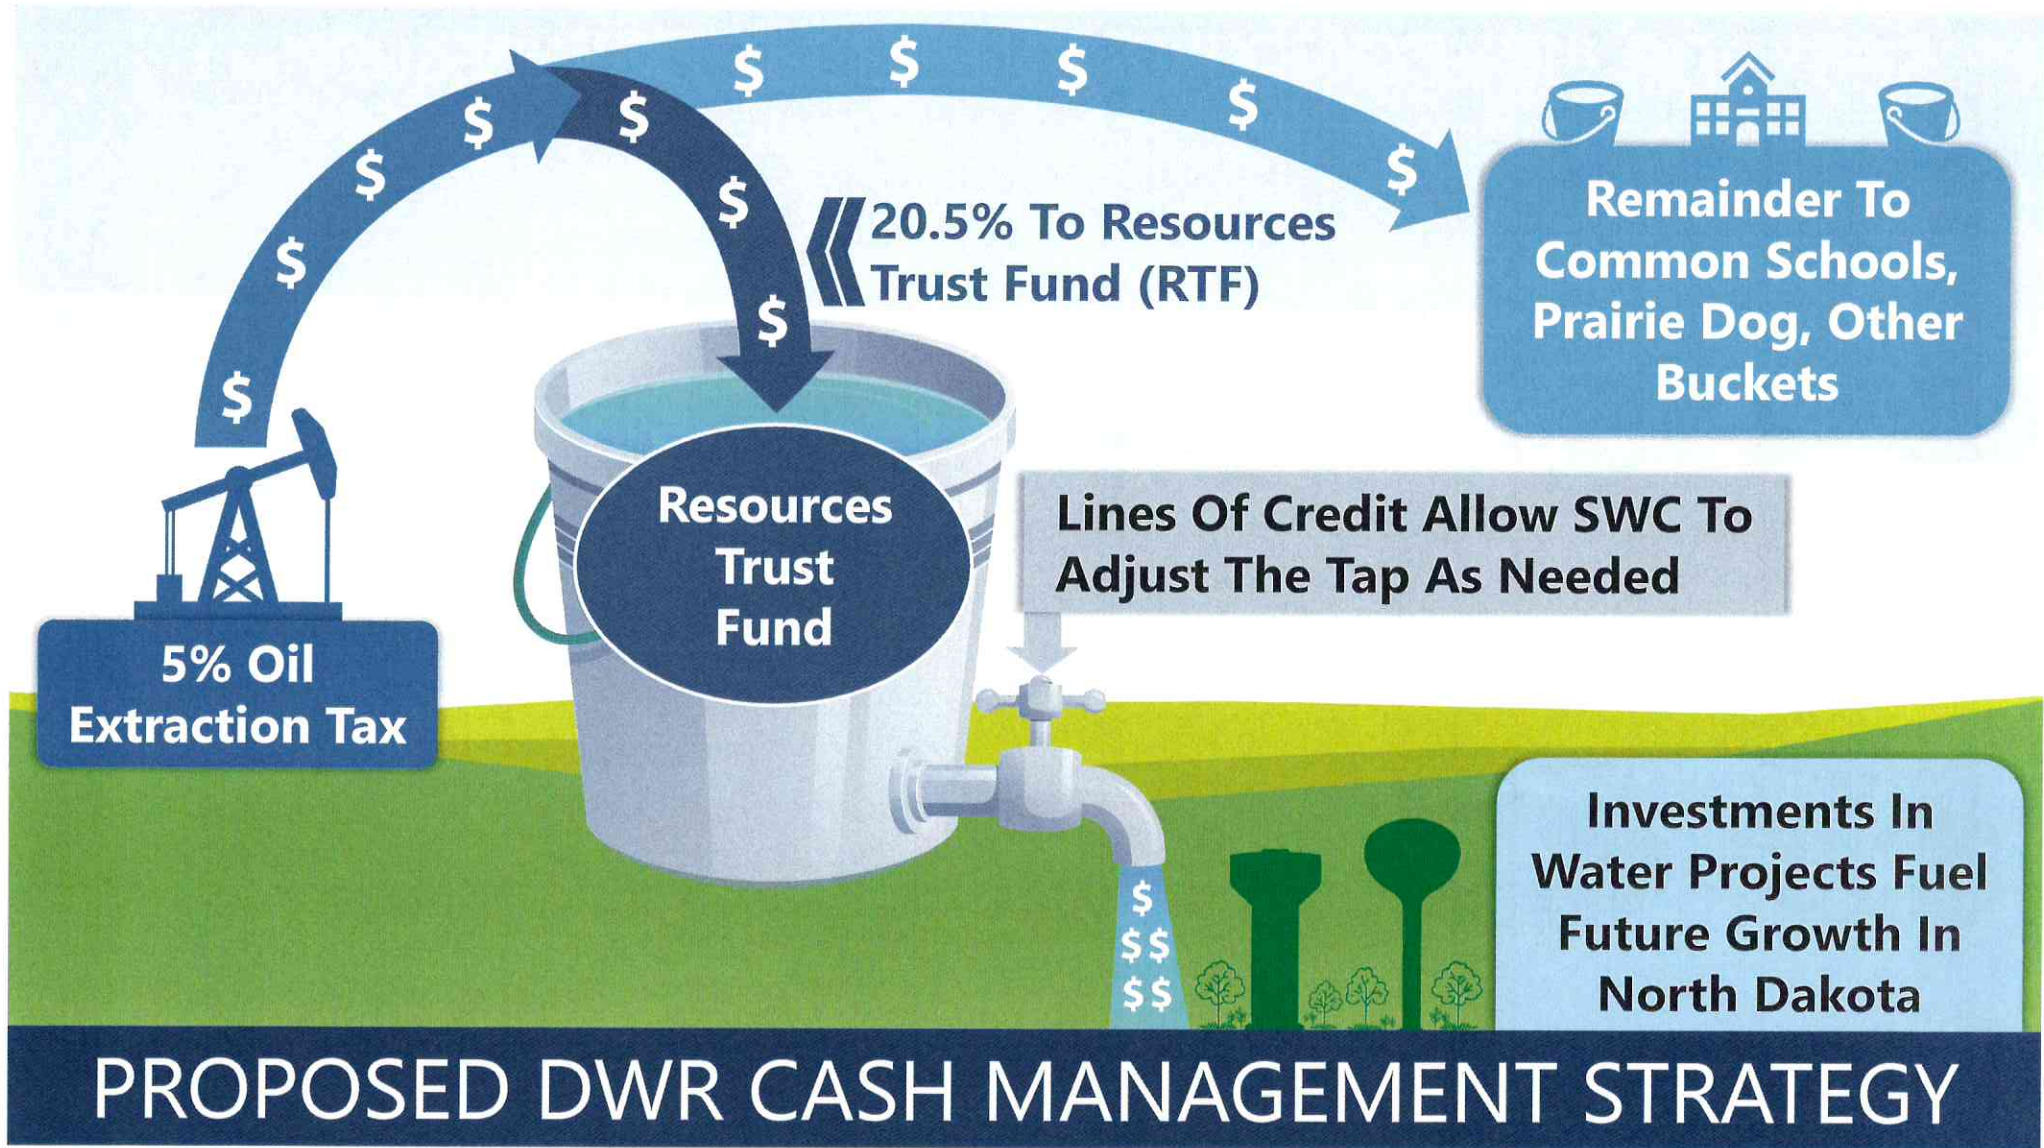 $ $ $ $
$ $ $
$ $ $ $ $
20.5% To Resources
Trust Fund (RTF)
Remainder To
Common Schools,
Prairie Dog, Other
Buckets
5% Oil
Extraction Tax
Resources
Trust
Fund
Lines Of Credit Allow SWC To
Adjust The Tap As Needed
$
$$
$$
Investments In
Water Projects Fuel
Future Growth In
North Dakota
PROPOSED DWR CASH MANAGEMENT STRATEGY